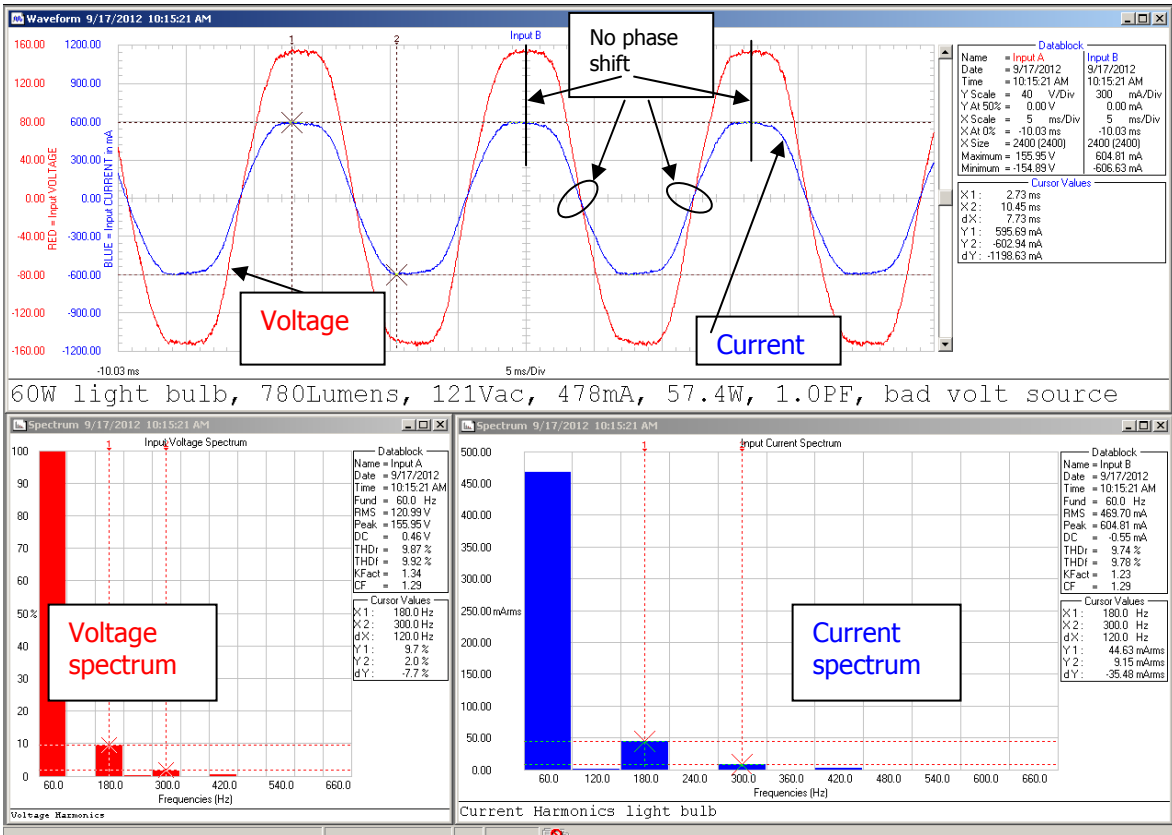 Waveform 9/17/2012 10:15:21 AM
Input B
1
2
No phase
shift
160.00
120.00
80.00
40.00
0.00
-40.00
-80.00
-120.00
-160.00
RED = Input VOLTAGE
1200.00
900.00
600.00
300.00
0.00
-300.00
-600.00
-900.00
-1200.00
BLUE = Input CURRENT in mA
Voltage
Current
-10.03 ms
5 ms/Div
Datablock
Name = Input A Input B
Date = 9/17/2012 9/17/2012
Time = 10:15:21 AM 10:15:21 AM
Y Scale = 40 V/Div 300 mA/Div
Y At 50% = 0.00 V 0.00 mA
X Scale = 5 ms/Div 5 ms/Div
X At 0% = -10.03 ms -10.03 ms
X Size = 2400 (2400) 2400 (2400)
Maximum = 155.95 V 604.81 mA
Minimum = -154.89 V -606.63 mA
Cursor Values
X1: 2.73 ms
X2: 10.45 ms
dX: 7.73 ms
Y1: 595.69 mA
Y2: -602.94 mA
dY: -1198.63 mA
60W light bulb, 780Lumens, 121Vac, 478mA, 57.4W, 1.0PF, bad volt source
Spectrum 9/17/2012 10:15:21 AM
Input Voltage Spectrum
1
100
90
80
70
60
50 %
40
30
20
10
0
60.0 180.0 300.0 420.0 540.0 660.0
Frequencies (Hz)
Voltage
spectrum
Datablock
Name = Input A
Date = 9/17/2012
Time = 10:15:21 AM
Fund = 60.0 Hz
RMS = 120.99 V
Peak = 155.95 V
DC = 0.46 V
THDr = 9.87 %
THDf = 9.92 %
KFact = 1.34
CF = 1.29
Cursor Values
X1: 180.0 Hz
X2: 300.0 Hz
dX: 120.0 Hz
Y1: 9.7 %
Y2: 2.0 %
dY: -7.7 %
Voltage Harmonics
Spectrum 9/17/2012 10:15:21 AM
Input Current Spectrum
1
500.00
450.00
400.00
350.00
300.00
250.00 mArms
200.00
150.00
100.00
50.00
0.00
60.0 120.0 180.0 240.0 300.0 360.0 420.0 480.0 540.0 600.0 660.0
Frequencies (Hz)
Current
spectrum
Datablock
Name = Input B
Date = 9/17/2012
Time = 10:15:21 AM
Fund = 60.0 Hz
RMS = 469.70 mA
Peak = 604.81 mA
DC = -0.55 mA
THDr = 9.74 %
THDf = 9.78 %
KFact = 1.23
CF = 1.29
Cursor Values
X1: 180.0 Hz
X2: 300.0 Hz
dX: 120.0 Hz
Y1: 44.63 mArms
Y2: 9.15 mArms
dY: -35.48 mArms
Current Harmonics light bulb